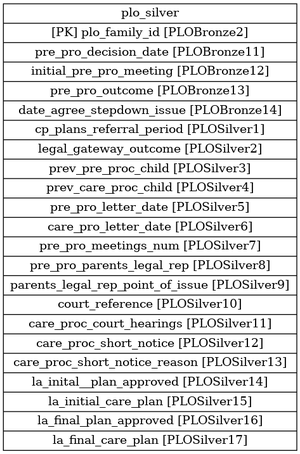 plo_silver
[PK] plo_family_id [PLOBronze2]
pre_pro_decision_date [PLOBronze11]
initial_pre_pro_meeting [PLOBronze12]
pre_pro_outcome [PLOBronze13]
date_agree_stepdown_issue [PLOBronze14]
cp_plans_referral_period [PLOSilver1]
legal_gateway_outcome [PLOSilver2]
prev_pre_proc_child [PLOSilver3]
prev_care_proc_child [PLOSilver4]
pre_pro_letter_date [PLOSilver5]
care_pro_letter_date [PLOSilver6]
pre_pro_meetings_num [PLOSilver7]
pre_pro_parents_legal_rep [PLOSilver8]
parents_legal_rep_point_of_issue [PLOSilver9]
court_reference [PLOSilver10]
care_proc_court_hearings [PLOSilver11]
care_proc_short_notice [PLOSilver12]
care_proc_short_notice_reason [PLOSilver13]
la_inital__plan_approved [PLOSilver14]
la_initial_care_plan [PLOSilver15]
la_final_plan_approved [PLOSilver16]
la_final_care_plan [PLOSilver17]